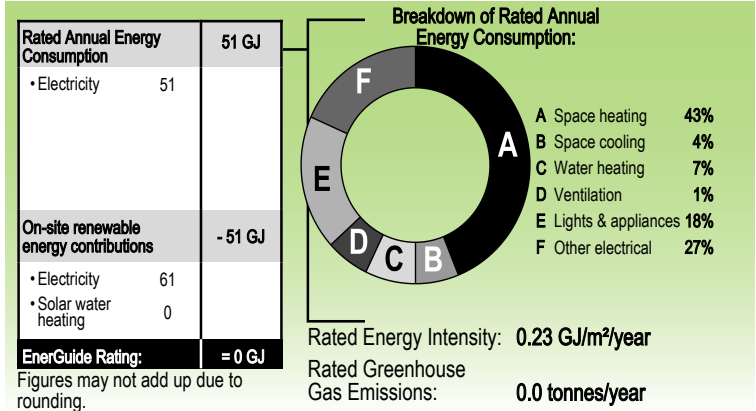 Rated Annual Energy
Consumption
51 GJ
• Electricity 51
On-site renewable
energy contributions
- 51 GJ
• Electricity 61
• Solar water
heating
0
EnerGuide Rating: = 0 GJ
Figures may not add up due to
rounding.
Breakdown of Rated Annual
Energy Consumption:
A
B
C
D
E
F
A Space heating 43%
B Space cooling 4%
C Water heating 7%
D Ventilation 1%
E Lights & appliances 18%
F Other electrical 27%
Rated Energy Intensity: 0.23 GJ/m²/year
Rated Greenhouse
Gas Emissions: 0.0 tonnes/year